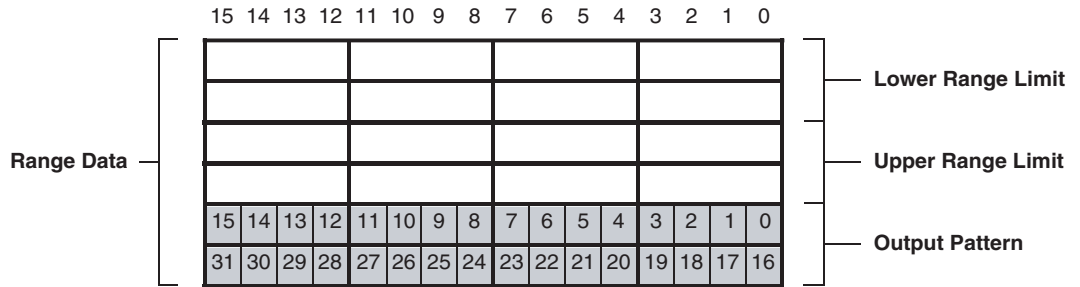 15 14 13 12 11 10 9 8 7 6 5 4 3 2 1 0
Lower Range Limit
Range Data
Upper Range Limit
15 14 13 12 11 10 9 8 7 6 5 4 3 2 1 0
Output Pattern
31 30 29 28 27 26 25 24 23 22 21 20 19 18 17 16